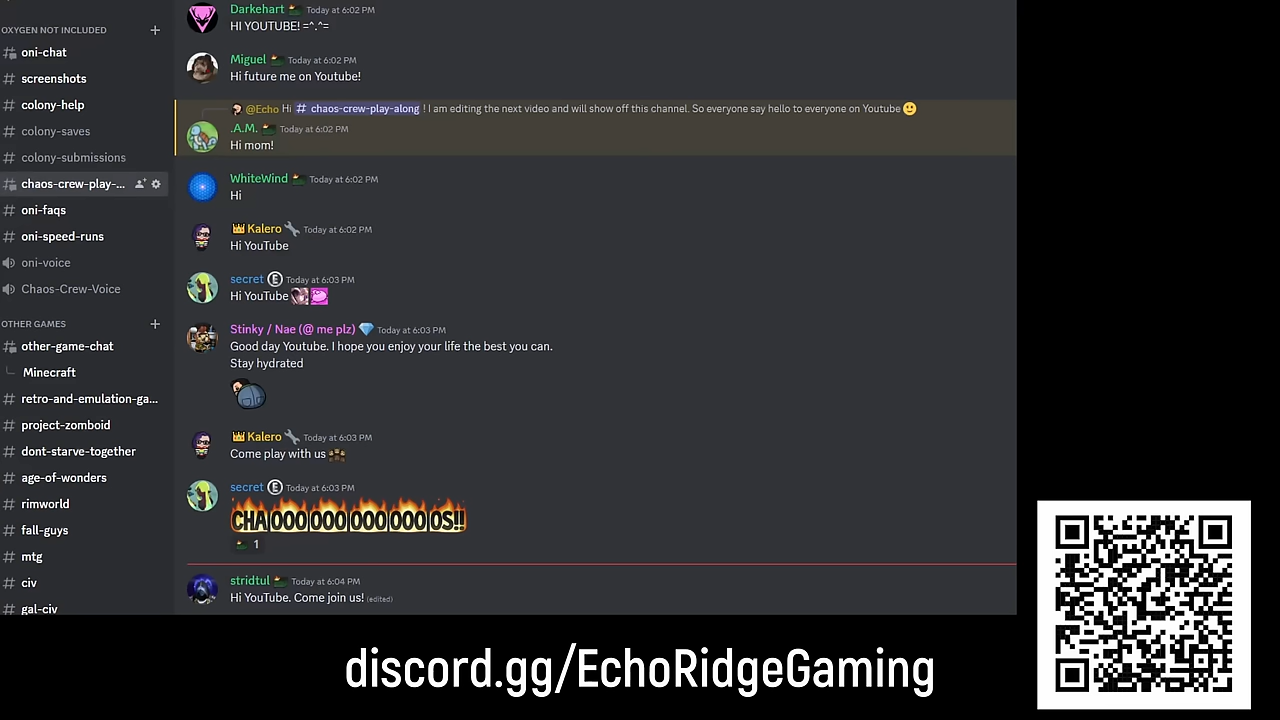 OXYGEN NOT INCLUDED
oni-chat
screenshots
colony-help
colony-saves
colony-submissions
chaos-crew-play-...
oni-faqs
oni-speed-runs
oni-voice
Chaos-Crew-Voice
OTHER GAMES
other-game-chat
Minecraft
retro-and-emulation-ga...
project-zomboid
dont-starve-together
age-of-wonders
rimworld
fall-guys
mtg
civ
gal-civ
Darkehart Today at 6:02 PM
HI YOUTUBE! =^.^=
Miguel Today at 6:02 PM
Hi future me on Youtube!
@Echo Hi # chaos-crew-play-along ! I am editing the next video and will show off this channel. So everyone say hello to everyone on Youtube 🙂
.A.M. Today at 6:02 PM
Hi mom!
WhiteWind Today at 6:02 PM
Hi
Kalero Today at 6:02 PM
Hi YouTube
secret E Today at 6:03 PM
Hi YouTube
Stinky / Nae (@ me plz) Today at 6:03 PM
Good day Youtube. I hope you enjoy your life the best you can.
Stay hydrated
Kalero Today at 6:03 PM
Come play with us
secret E Today at 6:03 PM
CHAOOOOOOOOOOOOOS!!
1
stridtul Today at 6:04 PM
Hi YouTube. Come join us! (edited)
discord.gg/EchoRidgeGaming